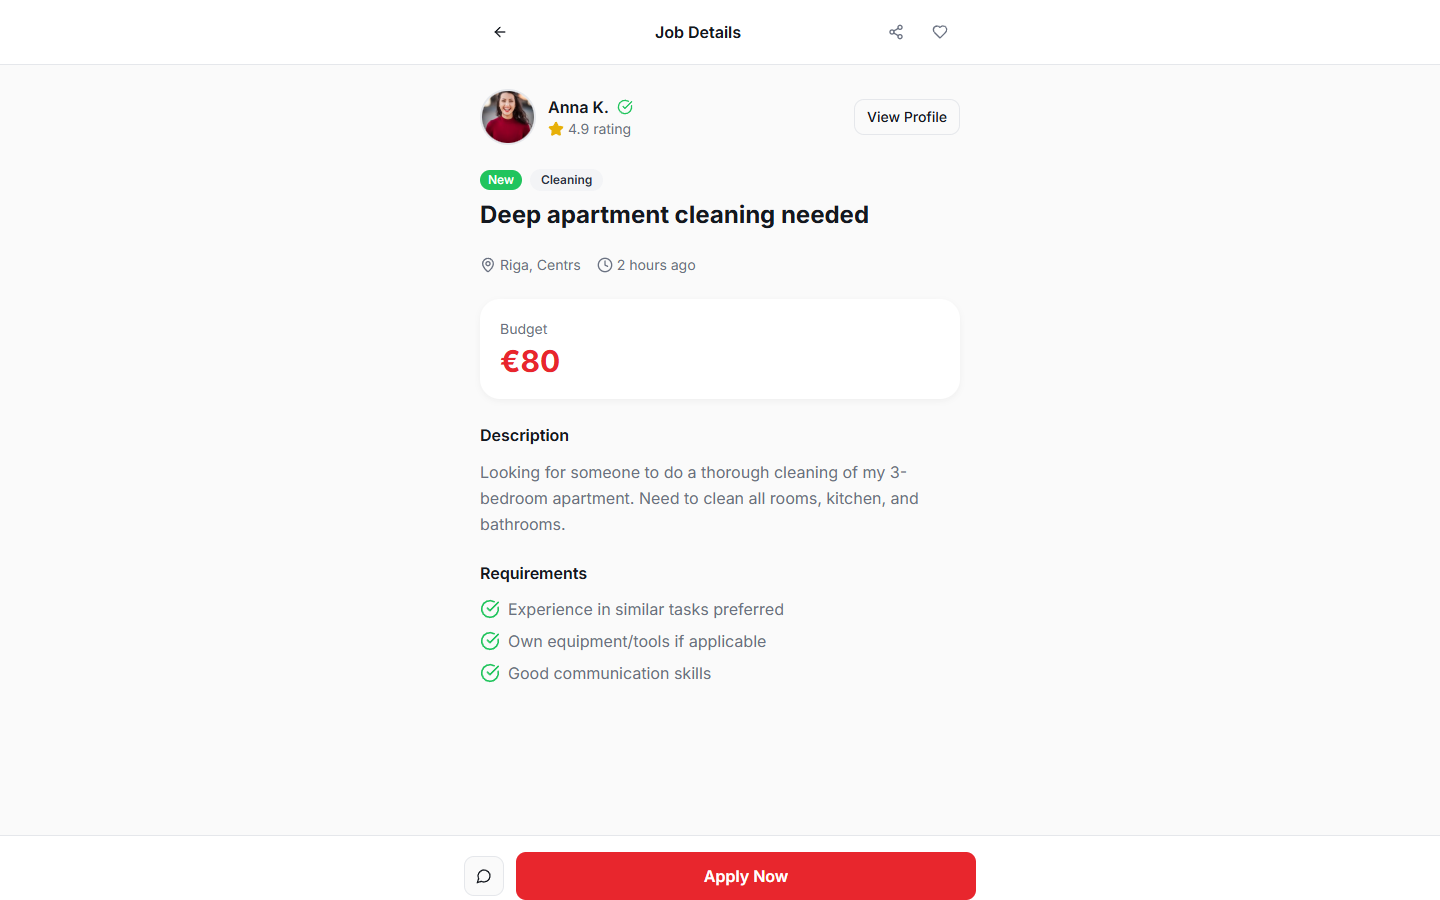 Job Details
Anna K.
4.9 rating
View Profile
New
Cleaning
Deep apartment cleaning needed
Riga, Centrs
2 hours ago
Budget
€80
Description
Looking for someone to do a thorough cleaning of my 3-
bedroom apartment. Need to clean all rooms, kitchen, and
bathrooms.
Requirements
Experience in similar tasks preferred
Own equipment/tools if applicable
Good communication skills
Apply Now